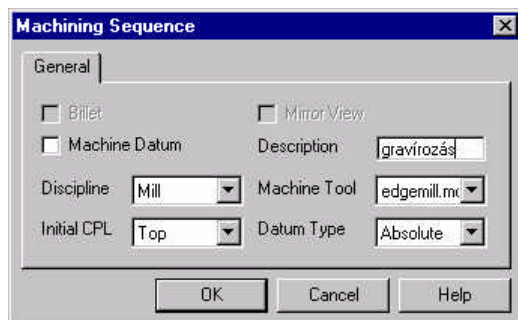 Machining Sequence
General
Billet Mirror View
Machine Datum Description gravírozás
Discipline Mill Machine Tool edgemill.mc
Initial CPL Top Datum Type Absolute
OK Cancel Help